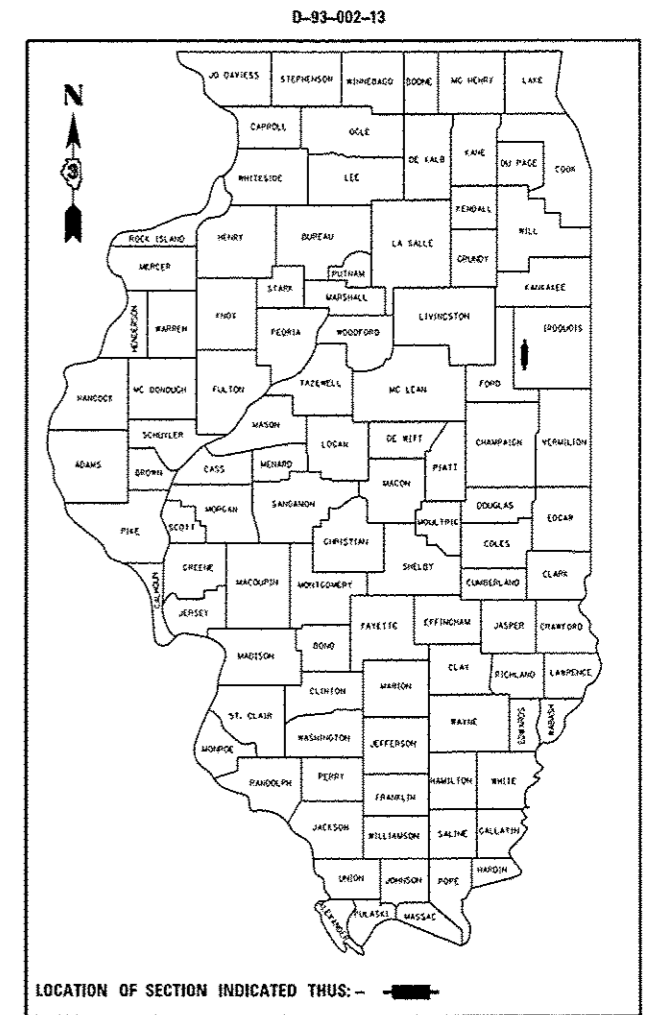 D-93-002-13
JO DAVIESS STEPHENSON WINNEBAGO BOONE MC HENRY LAKE
N
CARROLL OGLE
3
DE KALB KANE DU PAGE COOK
WHITESIDE LEE
KENDALL
ROCK ISLAND HENRY BUREAU LA SALLE WILL
MERCER PUTNAM GRUNDY
STARK MARSHALL KANKAKEE
HENDERSON WARREN KNOX PEORIA WOODFORD LIVINGSTON IROQUOIS
HANCOCK MC DONOUGH FULTON TAZEWELL MC LEAN FORD
SCHUYLER MASON LOGAN DE WITT CHAMPAIGN VERMILION
ADAMS BROWN CASS MENARD MACON PIATT
PIKE SCOTT MORGAN SANGAMON MOULTRIE DOUGLAS EDGAR
CHRISTIAN COLES
CALHOUN GREENE MACOUPIN MONTGOMERY SHELBY CUMBERLAND CLARK
JERSEY
FAYETTE EFFINGHAM JASPER CRAWFORD
MADISON BOND
CLAY RICHLAND LAWRENCE
CLINTON MARION
ST. CLAIR WAYNE EDWARDS WABASH
MONROE WASHINGTON JEFFERSON
RANDOLPH PERRY HAMILTON WHITE
FRANKLIN
JACKSON WILLIAMSON SALINE GALLATIN
UNION JOHNSON POPE HARDIN
ALEXANDER PULASKI MASSAC
LOCATION OF SECTION INDICATED THUS: -